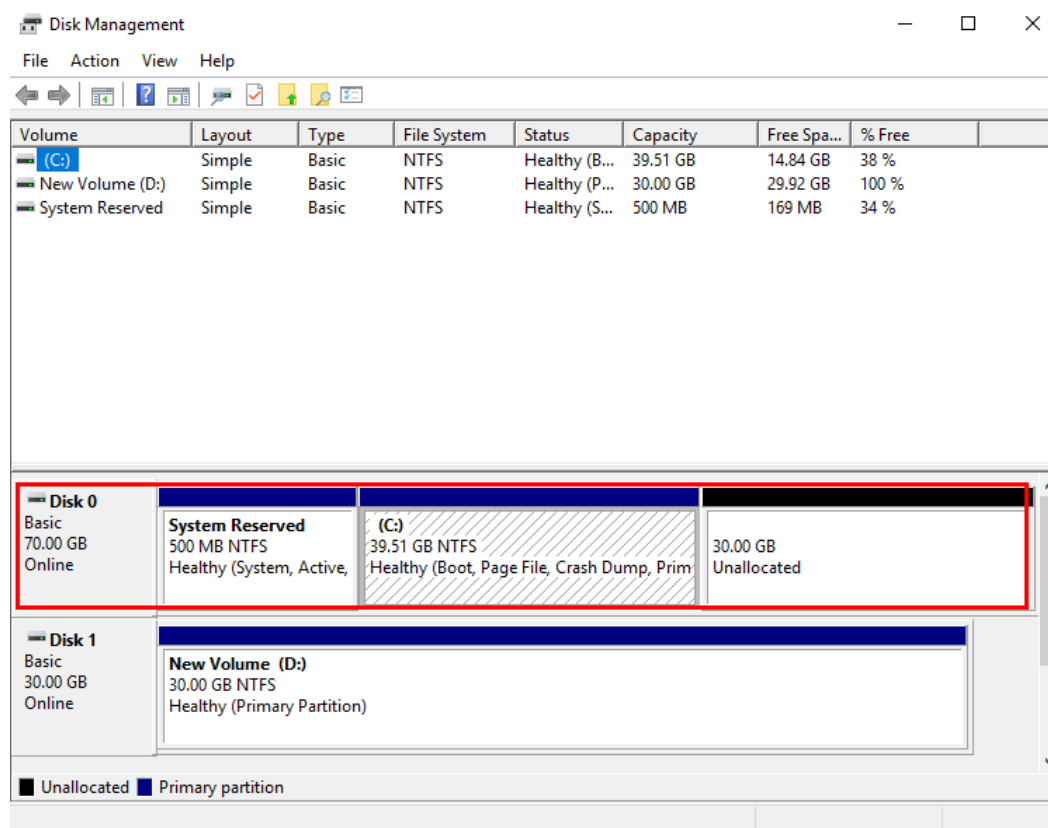 Disk Management
File Action View Help
Volume Layout Type File System Status Capacity Free Spa... % Free
(C:) Simple Basic NTFS Healthy (B... 39.51 GB 14.84 GB 38 %
New Volume (D:) Simple Basic NTFS Healthy (P... 30.00 GB 29.92 GB 100 %
System Reserved Simple Basic NTFS Healthy (S... 500 MB 169 MB 34 %
Disk 0
Basic
70.00 GB
Online
System Reserved
500 MB NTFS
Healthy (System, Active,
(C:)
39.51 GB NTFS
Healthy (Boot, Page File, Crash Dump, Prim
30.00 GB
Unallocated
Disk 1
Basic
30.00 GB
Online
New Volume (D:)
30.00 GB NTFS
Healthy (Primary Partition)
Unallocated Primary partition